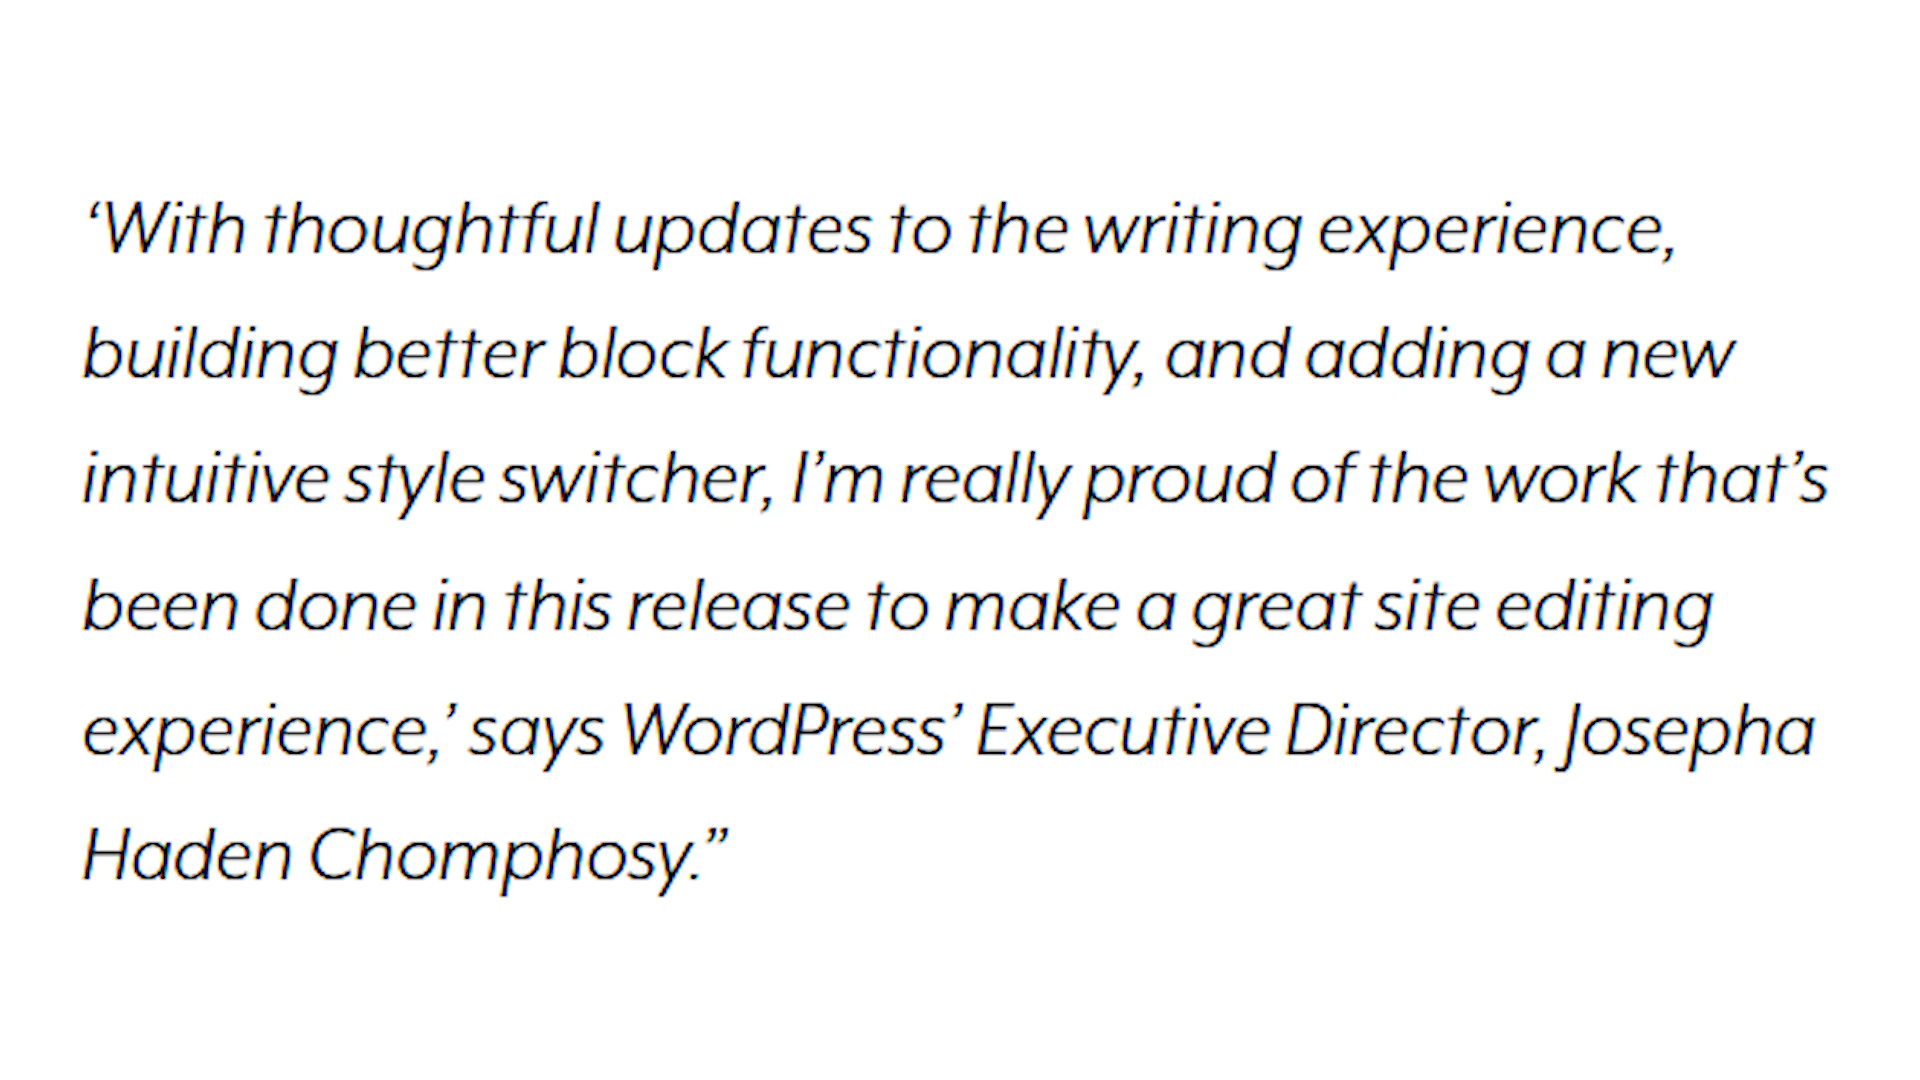 ‘With thoughtful updates to the writing experience,
building better block functionality, and adding a new
intuitive style switcher, I’m really proud of the work that’s
been done in this release to make a great site editing
experience,’ says WordPress’ Executive Director, Josepha
Haden Chomphosy.”